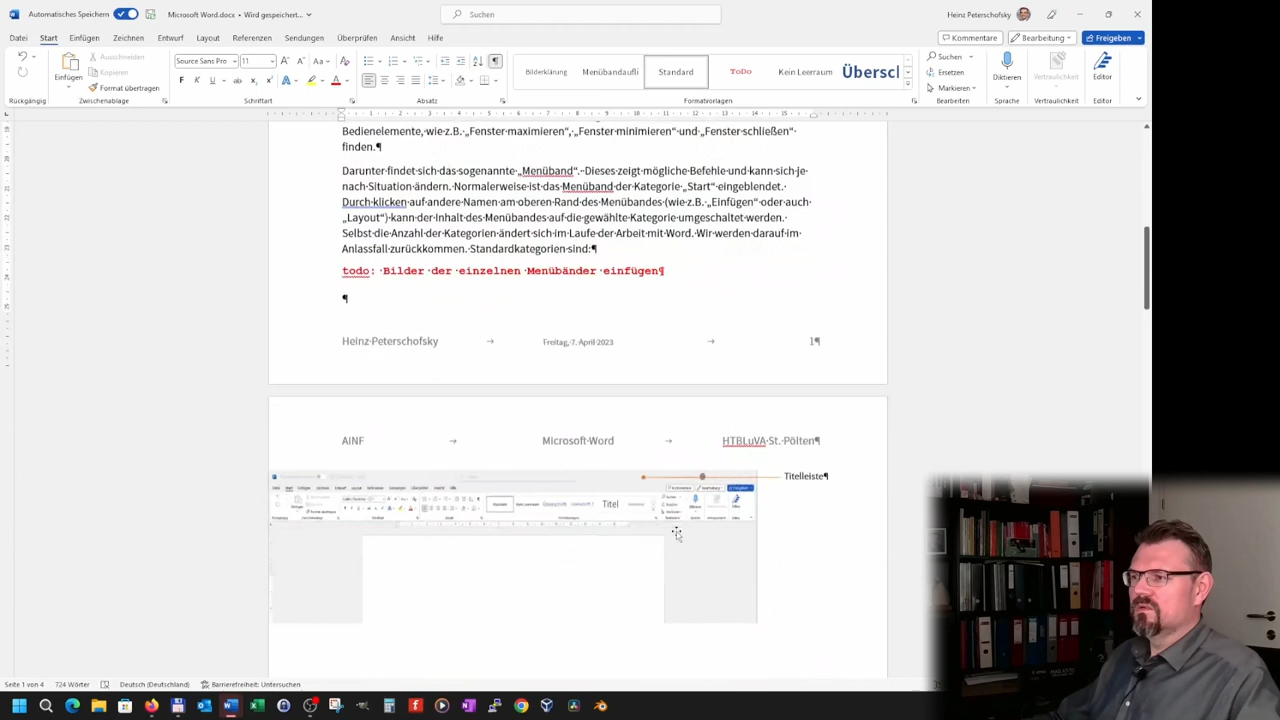 Automatisches Speichern
Microsoft Word.docx • Wird gespeichert...
Suchen
Heinz Peterschofsky
Datei Start Einfügen Zeichnen Entwurf Layout Referenzen Sendungen Überprüfen Ansicht Hilfe
Kommentare Bearbeitung Freigeben
Einfügen
Ausschneiden
Kopieren
Format übertragen
Source Sans Pro 11
Bilderklärung Menübandaufli Standard ToDo Kein Leerraum Überscl
Suchen
Ersetzen
Markieren
Diktieren
Vertraulichkeit
Editor
Rückgängig Zwischenablage Schriftart Absatz Formatvorlagen Bearbeiten Sprache Vertraulichkeit Editor
Bedienelemente, wie z.B. „Fenster maximieren“, „Fenster minimieren“ und „Fenster schließen“
finden.¶
Darunter findet sich das sogenannte „Menüband“. Dieses zeigt mögliche Befehle und kann sich je
nach Situation ändern. Normalerweise ist das Menüband der Kategorie „Start“ eingeblendet.
Durch klicken auf andere Namen am oberen Rand des Menübandes (wie z.B. „Einfügen“ oder auch
„Layout“) kann der Inhalt des Menübandes auf die gewählte Kategorie umgeschaltet werden.
Selbst die Anzahl der Kategorien ändert sich im Laufe der Arbeit mit Word. Wir werden darauf im
Anlassfall zurückkommen. Standardkategorien sind:¶
todo: Bilder der einzelnen Menübänder einfügen¶
¶
Heinz Peterschofsky → Freitag, 7. April 2023 → 1¶
AINF → Microsoft Word → HTBLuVA St. Pölten¶
Titelleiste¶
Titel
Seite 1 von 4 724 Wörter Deutsch (Deutschland) Barrierefreiheit: Untersuchen